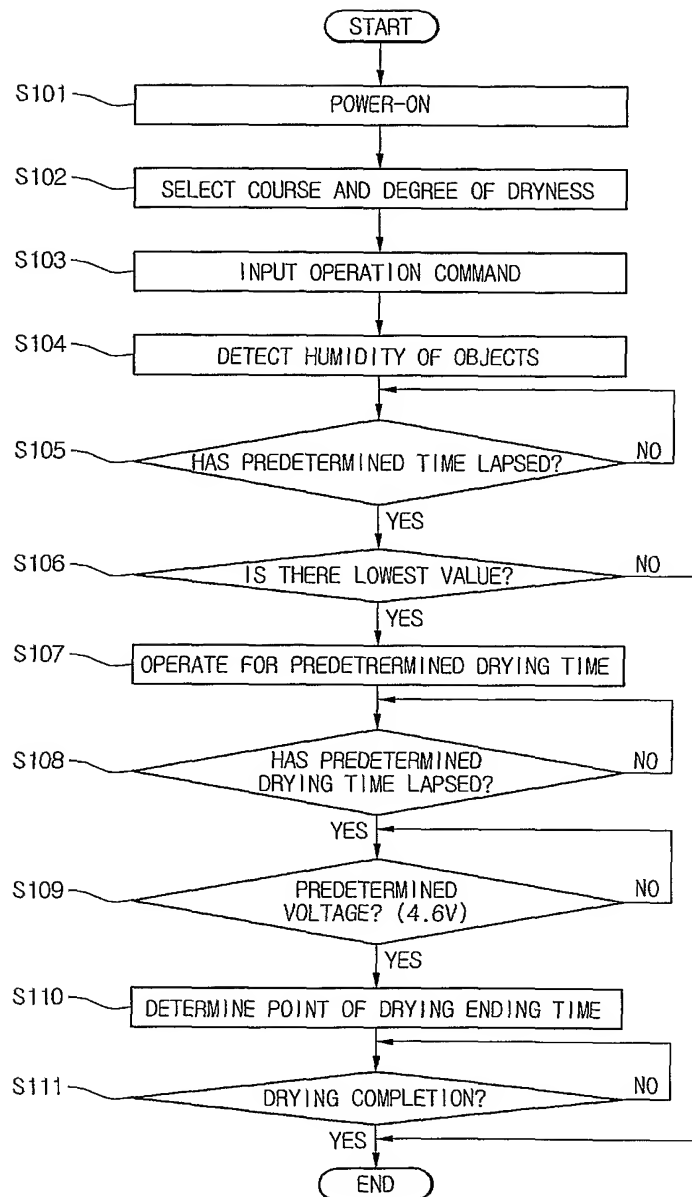 START
S101
POWER-ON
S102
SELECT COURSE AND DEGREE OF DRYNESS
S103
INPUT OPERATION COMMAND
S104
DETECT HUMIDITY OF OBJECTS
S105
HAS PREDETERMINED TIME LAPSED?
NO
YES
S106
IS THERE LOWEST VALUE?
NO
YES
S107
OPERATE FOR PREDETRERMINED DRYING TIME
S108
HAS PREDETERMINED
DRYING TIME LAPSED?
NO
YES
S109
PREDETERMINED
VOLTAGE? (4.6V)
NO
YES
S110
DETERMINE POINT OF DRYING ENDING TIME
S111
DRYING COMPLETION?
NO
YES
END